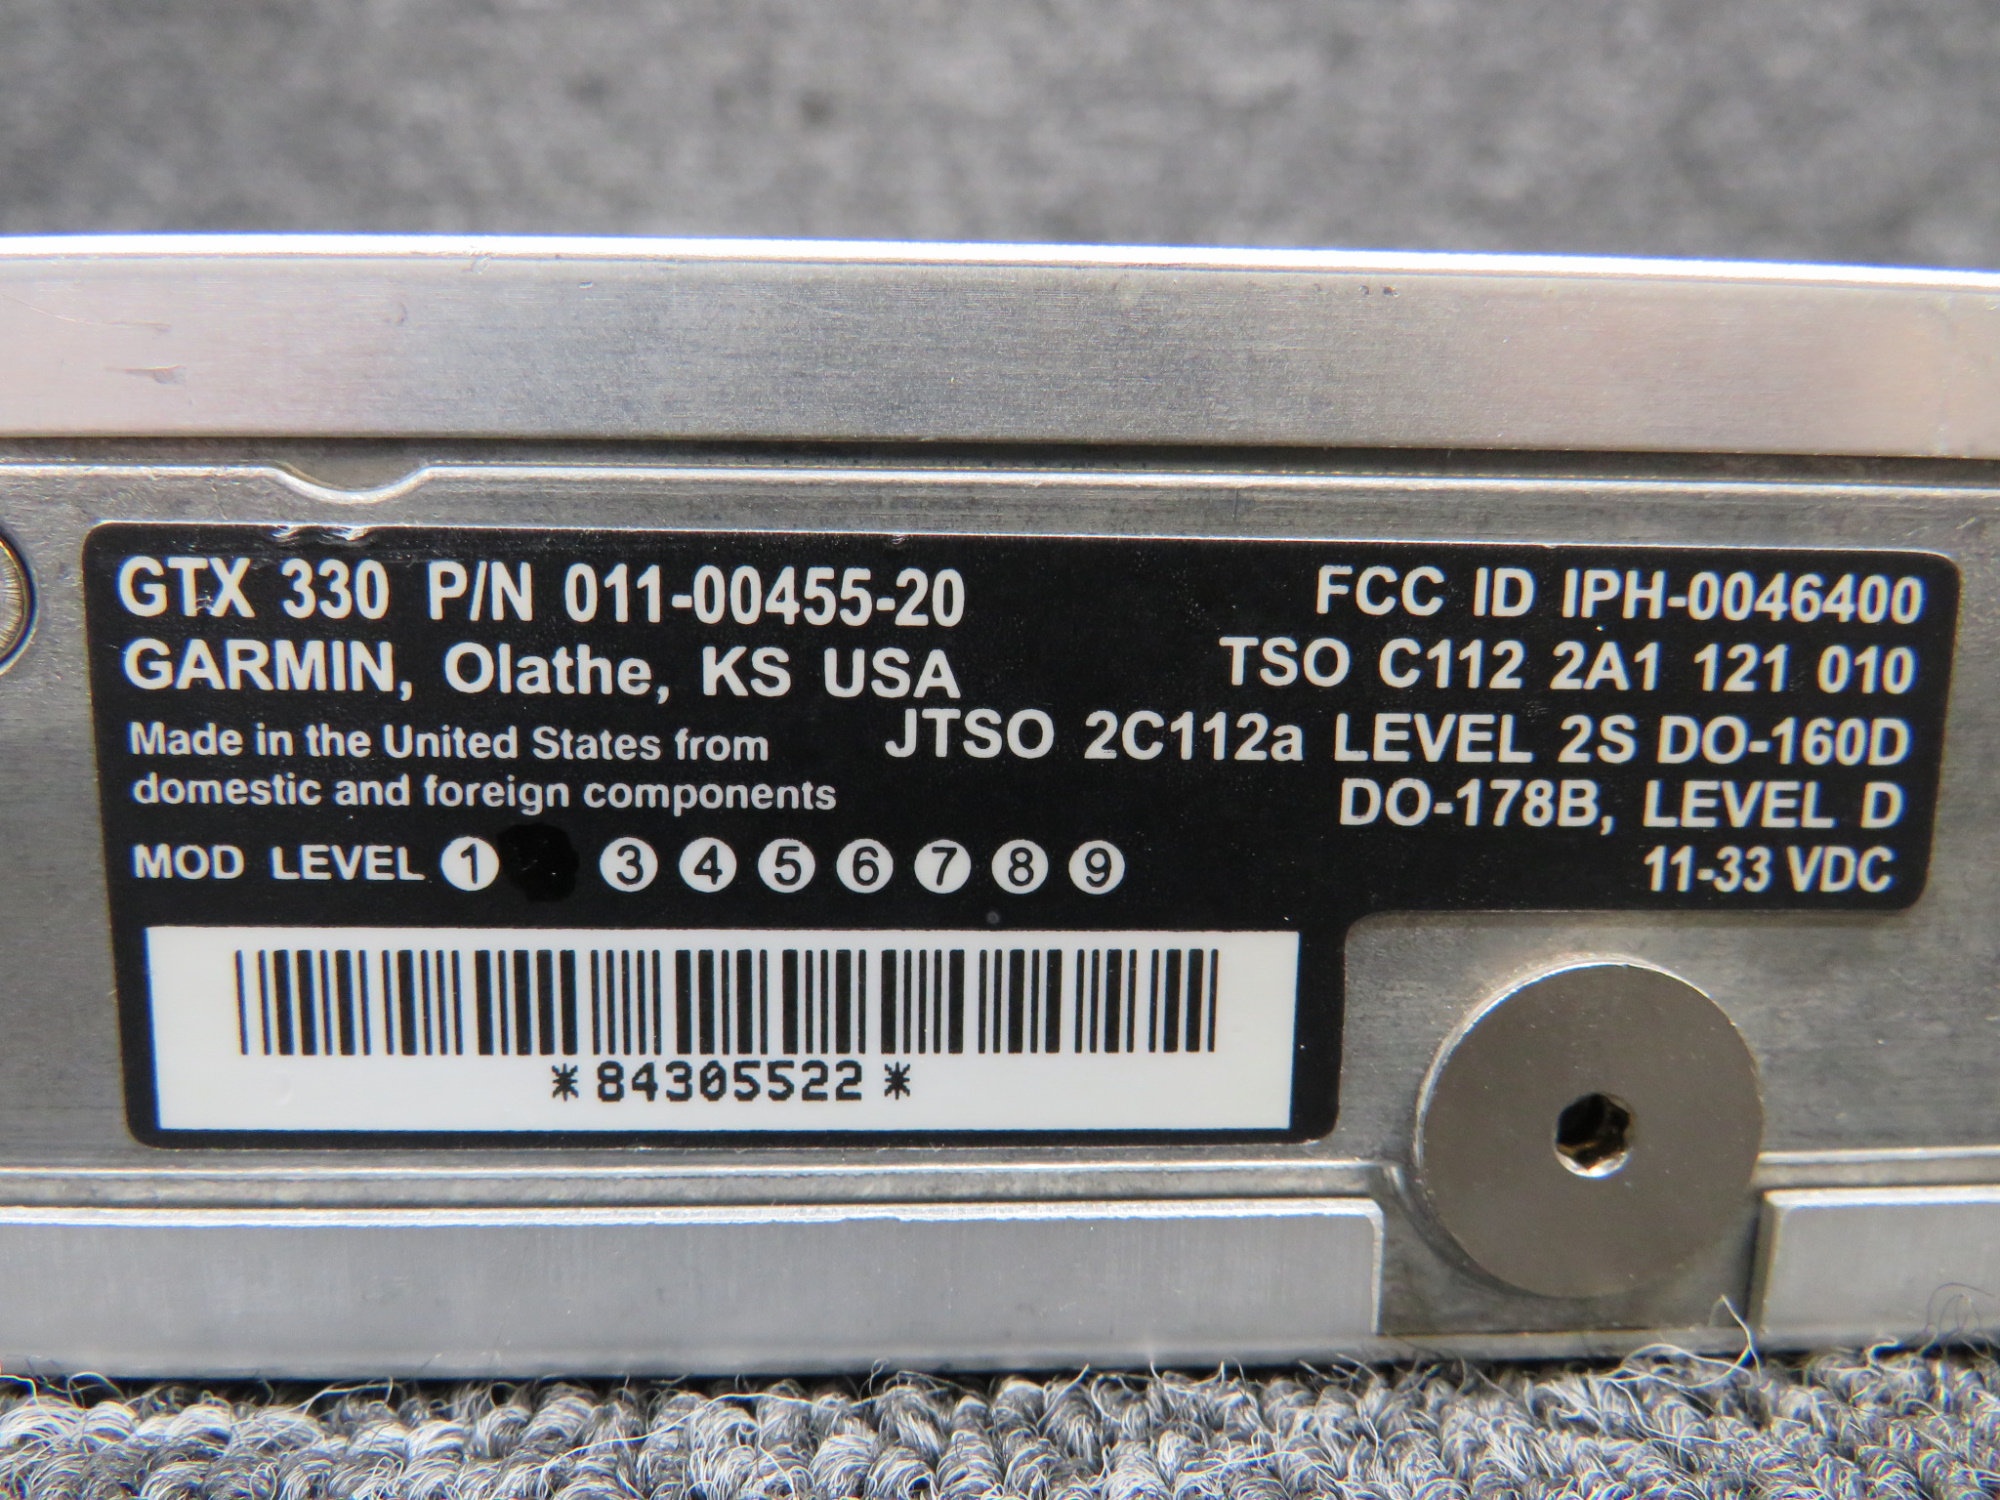 GTX 330 P/N 011-00455-20
GARMIN, Olathe, KS USA
Made in the United States from
domestic and foreign components
MOD LEVEL 1 3 4 5 6 7 8 9
*84305522*
FCC ID IPH-0046400
TSO C112 2A1 121 010
JTSO 2C112a LEVEL 2S DO-160D
DO-178B, LEVEL D
11-33 VDC